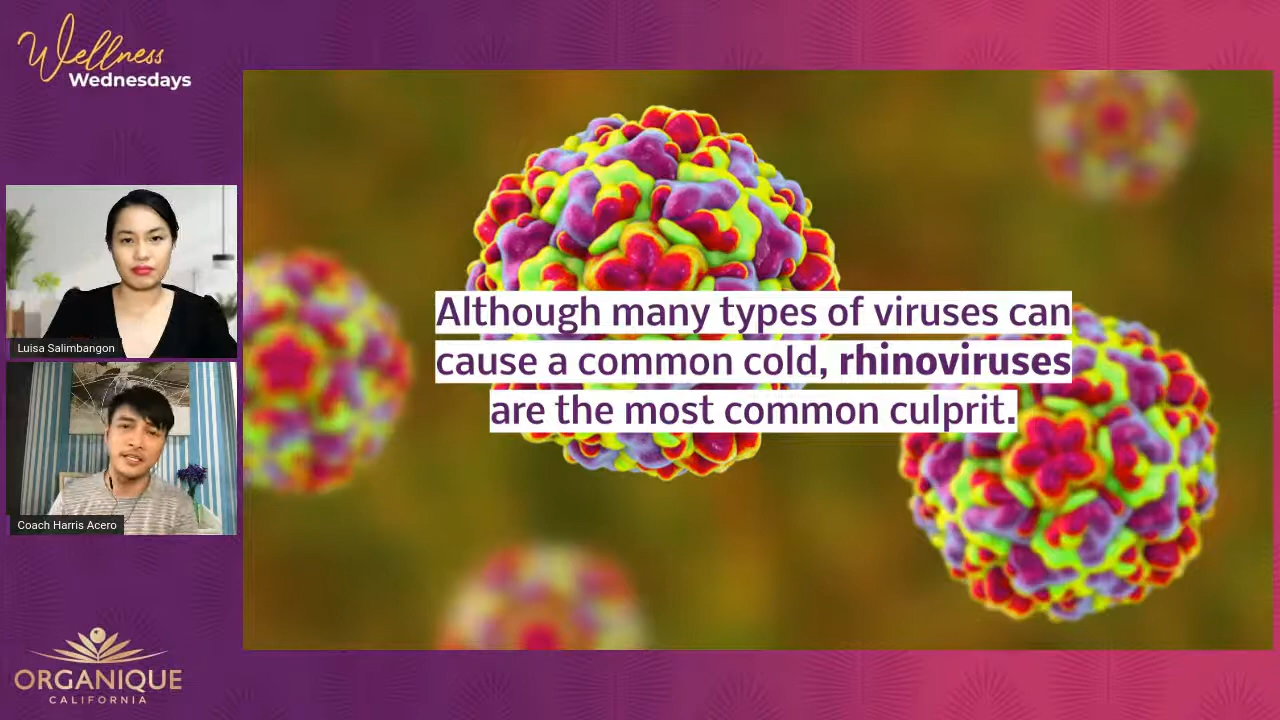 Wellness
Wednesdays
Luisa Salimbangon
Coach Harris Acero
Although many types of viruses can
cause a common cold, rhinoviruses
are the most common culprit.
ORGANIQUE
CALIFORNIA